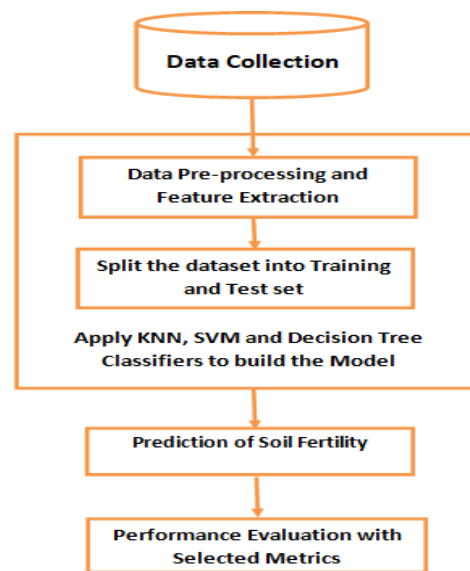 Data Collection
Data Pre-processing and
Feature Extraction
Split the dataset into Training
and Test set
Apply KNN, SVM and Decision Tree
Classifiers to build the Model
Prediction of Soil Fertility
Performance Evaluation with
Selected Metrics